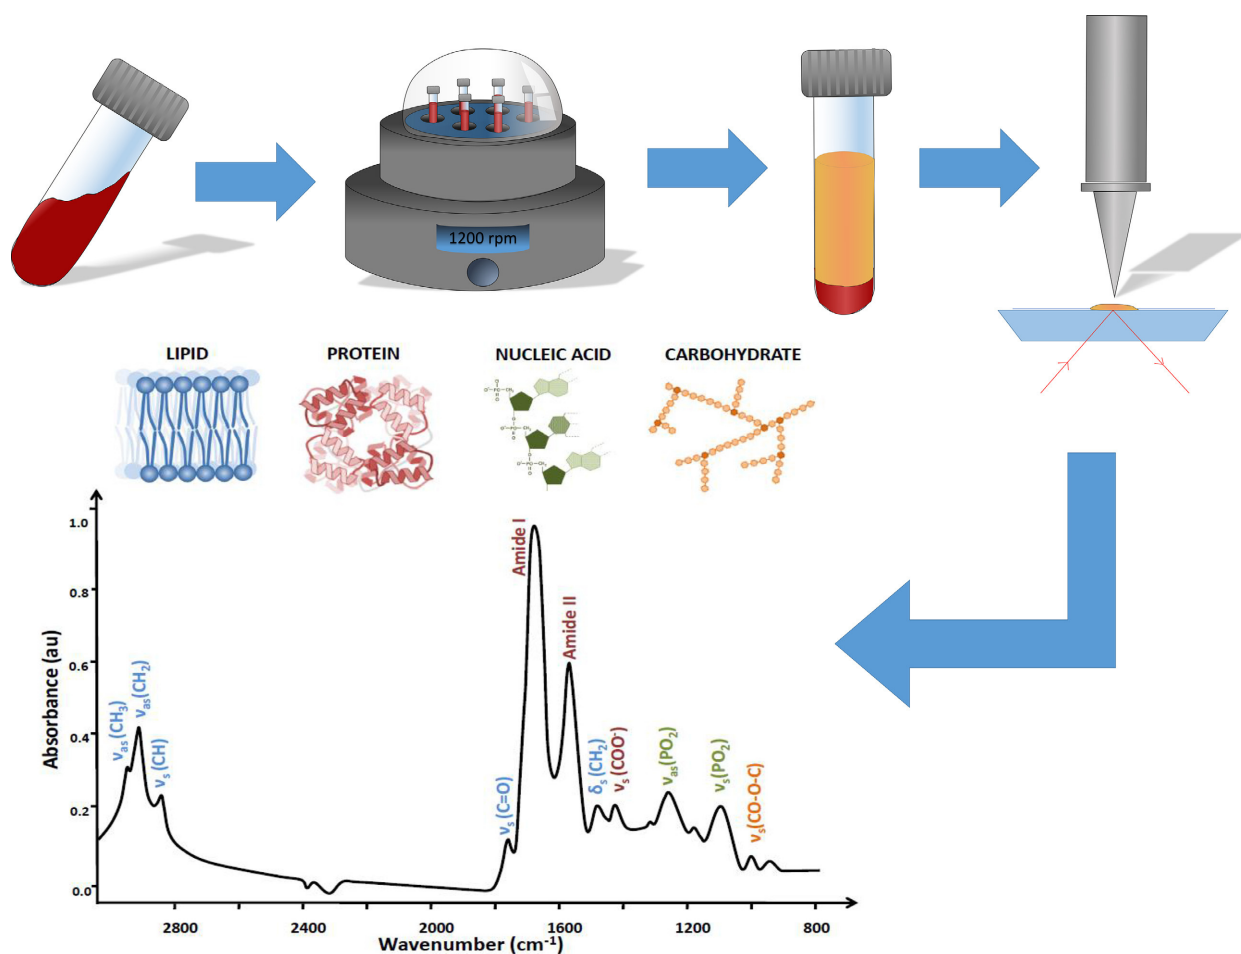 1200 rpm
LIPID
PROTEIN
NUCLEIC ACID
CARBOHYDRATE
Absorbance (au)
1.0
0.8
0.6
0.4
0.2
0.0
νas(CH3)
νas(CH2)
νs (CH)
νs (C=O)
Amide I
Amide II
δs (CH2)
νs (COO-)
νas(PO2)
νs(PO2)
νs(CO-O-C)
2800
2400
2000
1600
1200
800
Wavenumber (cm-1)